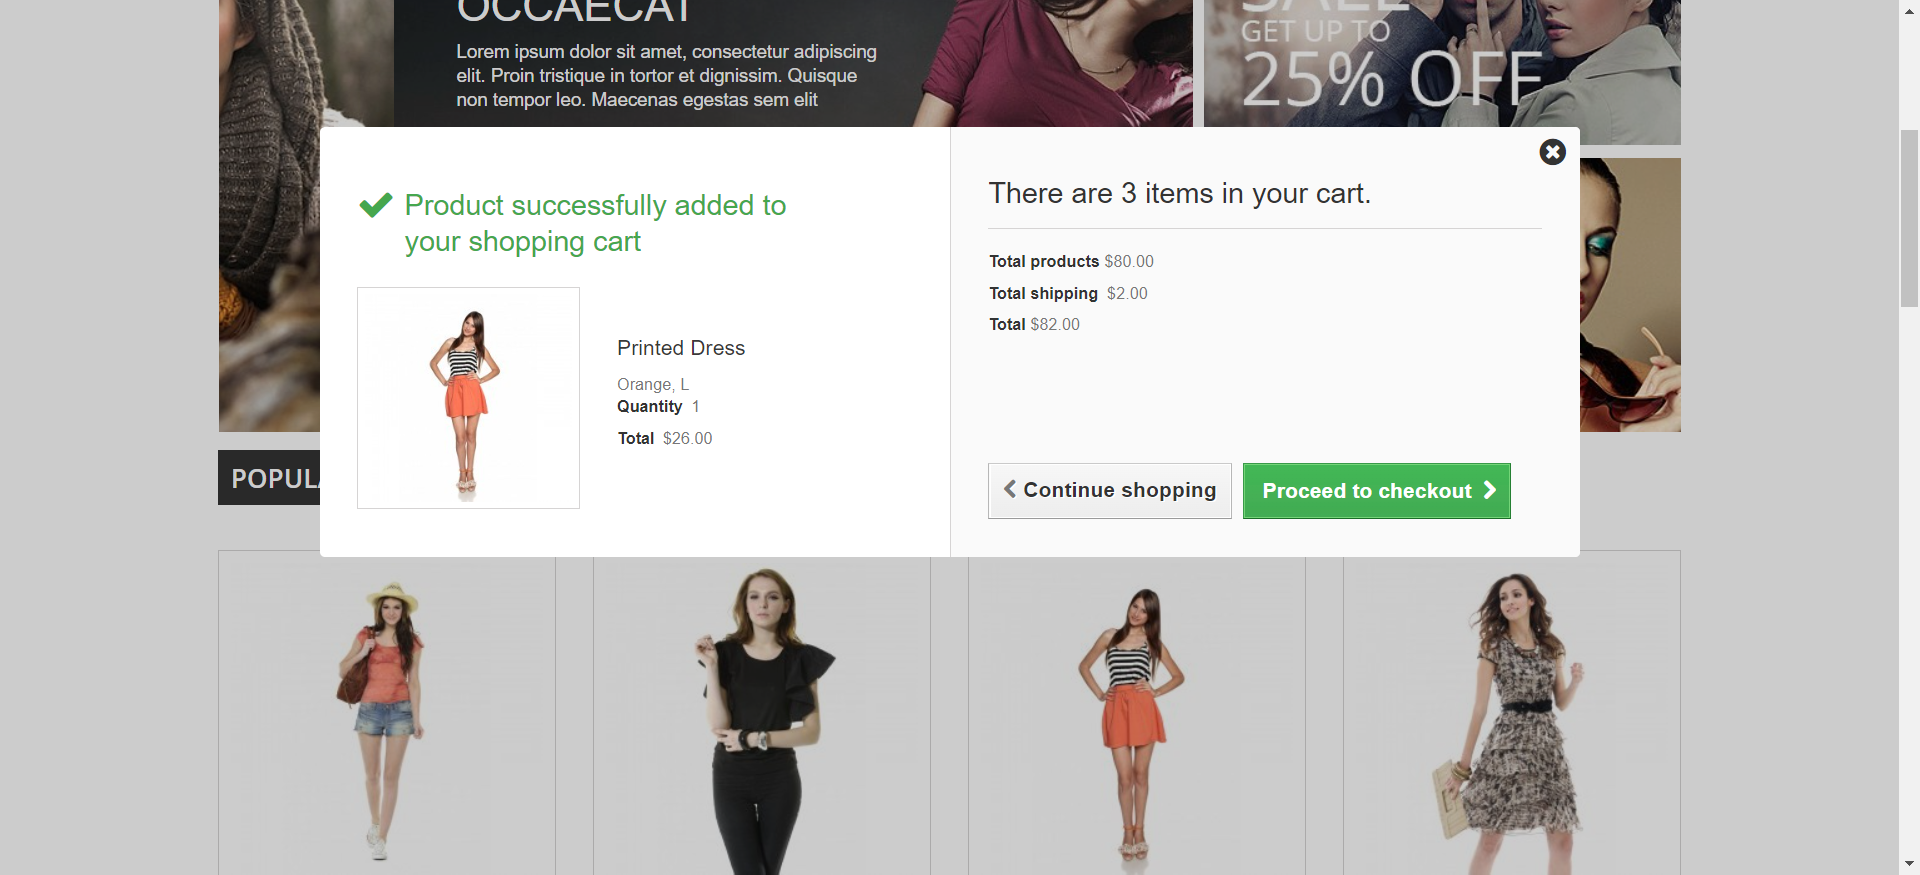 OCCAECAT
Lorem ipsum dolor sit amet, consectetur adipiscing
elit. Proin tristique in tortor et dignissim. Quisque
non tempor leo. Maecenas egestas sem elit
SALE
GET UP TO
25% OFF
Product successfully added to
your shopping cart
Printed Dress
Orange, L
Quantity 1
Total $26.00
There are 3 items in your cart.
Total products $80.00
Total shipping $2.00
Total $82.00
Continue shopping
Proceed to checkout
POPULA